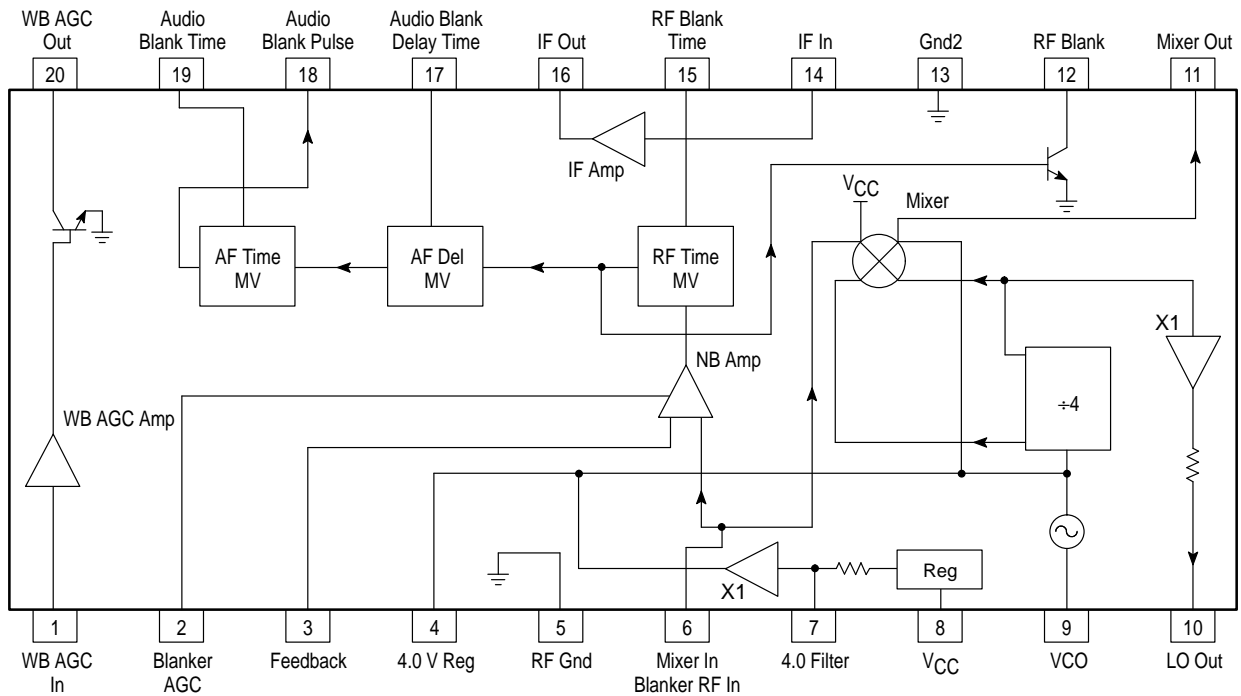 WB AGC
Out
Audio
Blank Time
Audio
Blank Pulse
Audio Blank
Delay Time
IF Out
RF Blank
Time
IF In
Gnd2
RF Blank
Mixer Out
20
19
18
17
16
15
14
13
12
11
IF Amp
VCC
Mixer
AF Time
MV
AF Del
MV
RF Time
MV
X1
NB Amp
÷4
WB AGC Amp
X1
Reg
1
2
3
4
5
6
7
8
9
10
WB AGC
In
Blanker
AGC
Feedback
4.0 V Reg
RF Gnd
Mixer In
Blanker RF In
4.0 Filter
VCC
VCO
LO Out